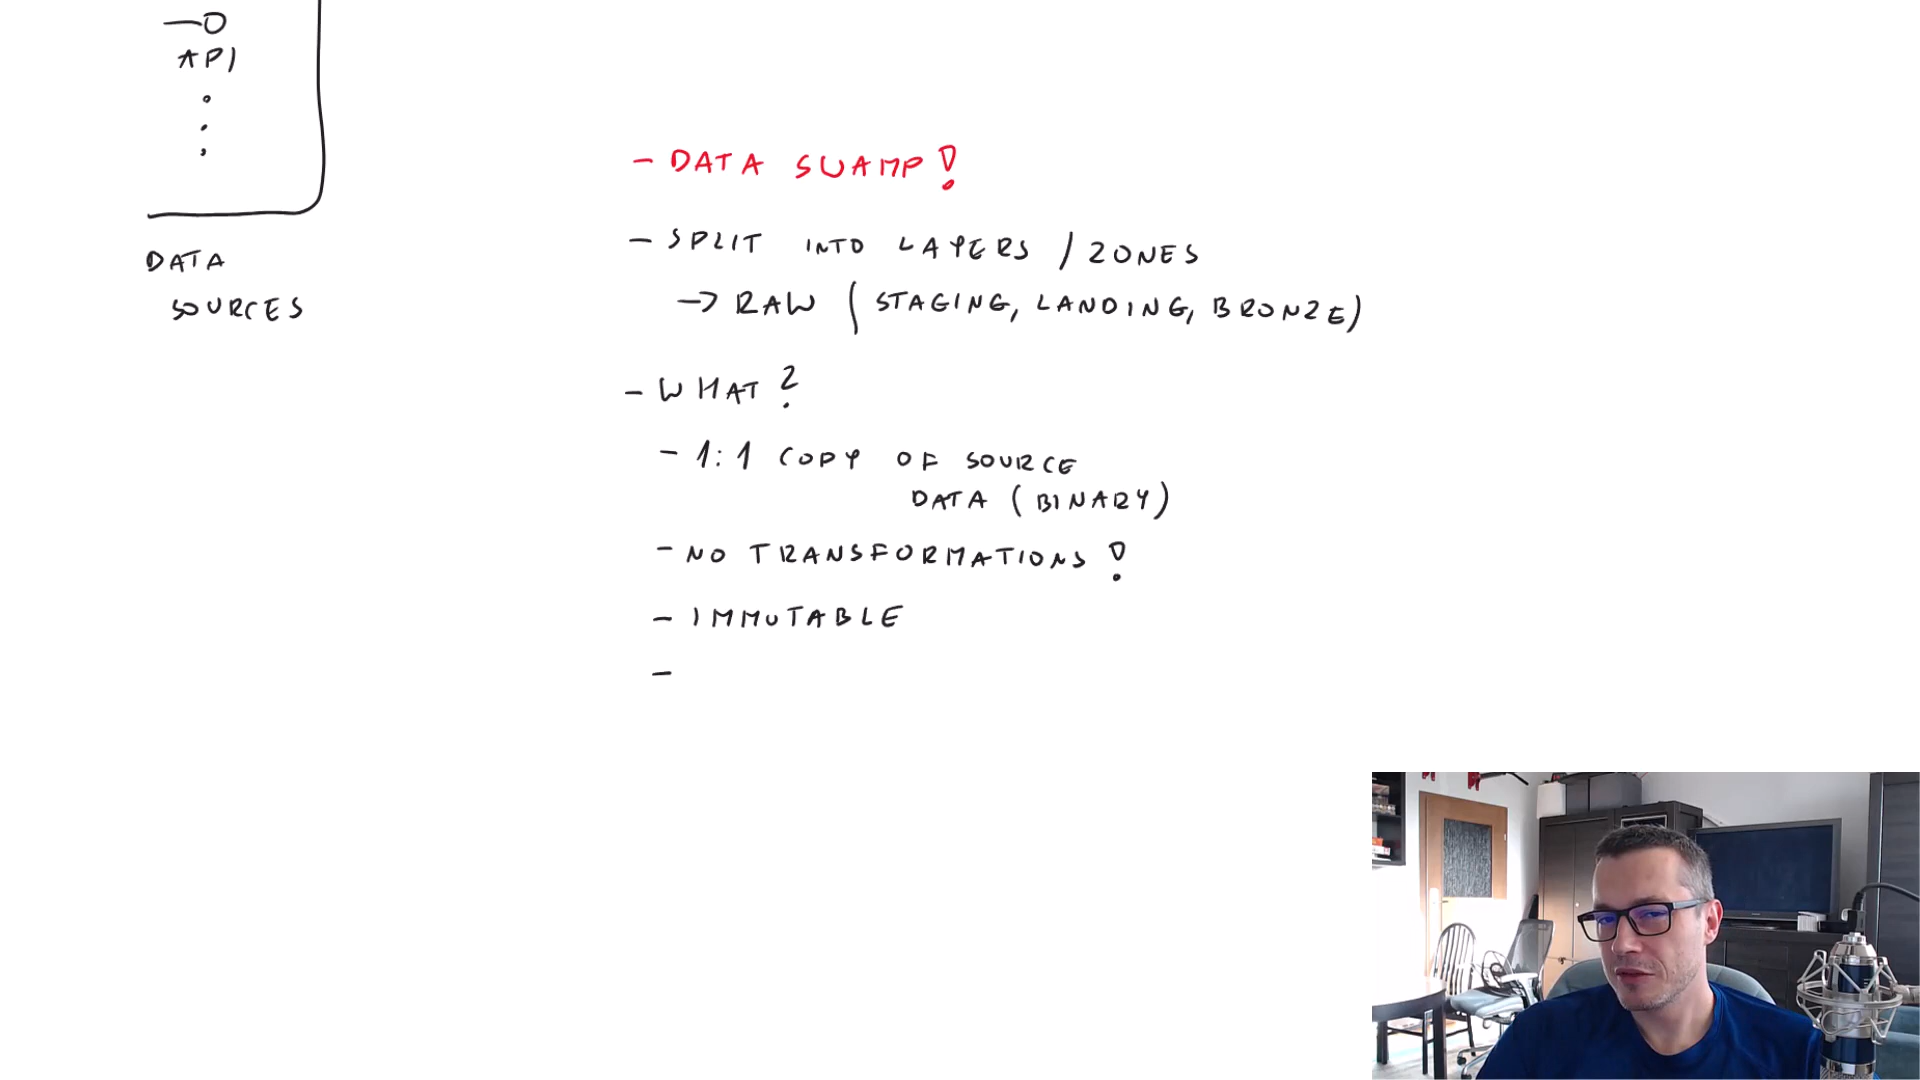 —O
API
DATA
SOURCES
- DATA SWAMP!
- SPLIT INTO LAYERS / ZONES
→ RAW (STAGING, LANDING, BRONZE)
- WHAT?
- 1:1 COPY OF SOURCE
DATA (BINARY)
- NO TRANSFORMATIONS!
- IMMUTABLE
-